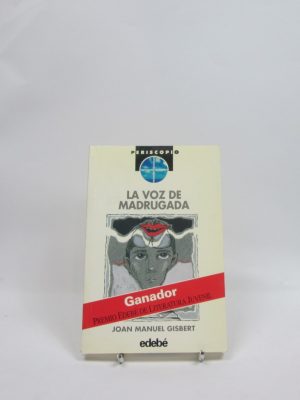 PERISCOPIO
LA VOZ DE
MADRUGADA
Ganador
PREMIO EDEBÉ DE LITERATURA JUVENIL
JOAN MANUEL GISBERT
edebé